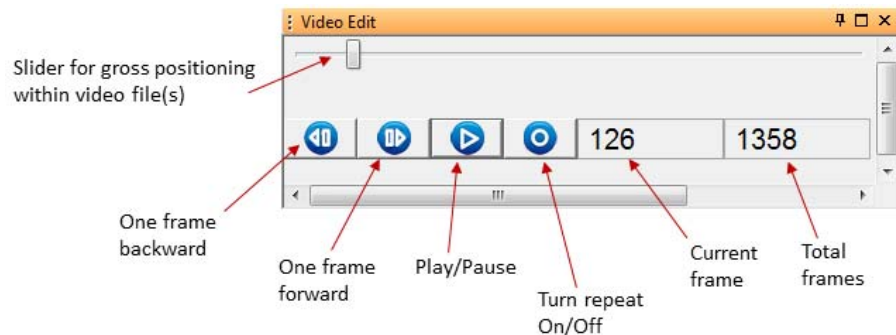 Video Edit
Slider for gross positioning
within video file(s)
126
1358
One frame
backward
One frame
forward
Play/Pause
Turn repeat
On/Off
Current
frame
Total
frames